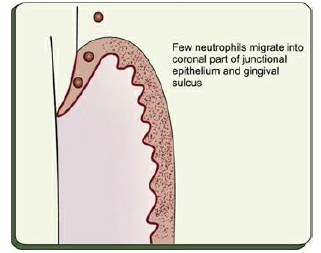 Few neutrophils migrate into
coronal part of junctional
epithelium and gingival
sulcus